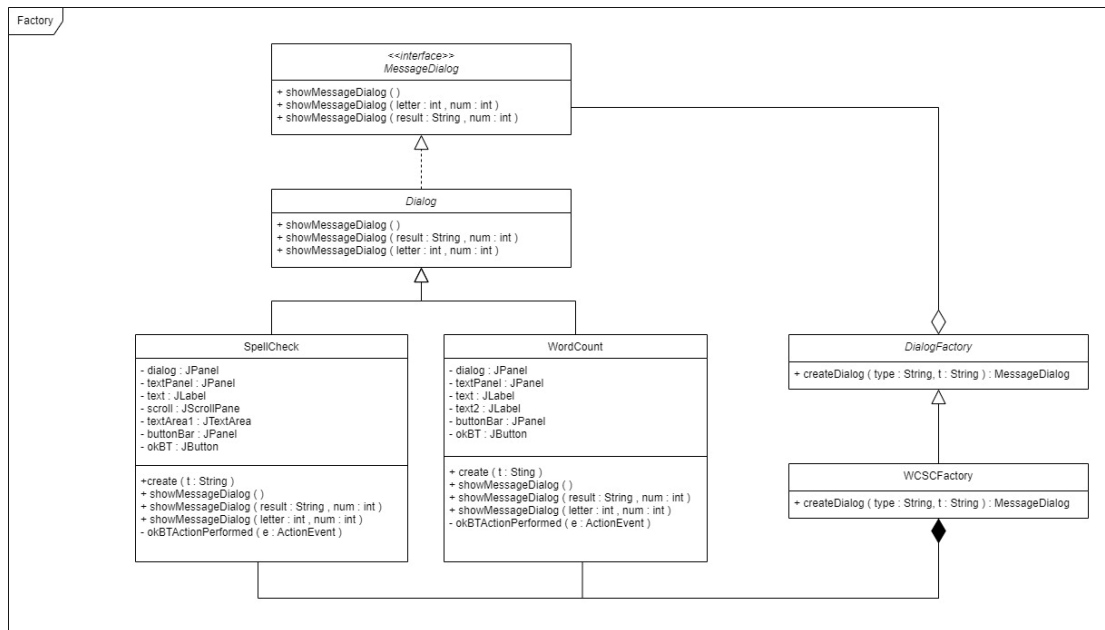 Factory
<<interface>>
MessageDialog
+ showMessageDialog ( )
+ showMessageDialog ( letter : int , num : int )
+ showMessageDialog ( result : String , num : int )
Dialog
+ showMessageDialog ( )
+ showMessageDialog ( result : String , num : int )
+ showMessageDialog ( letter : int , num : int )
SpellCheck
- dialog : JPanel
- textPanel : JPanel
- text : JLabel
- scroll : JScrollPane
- textArea1 : JTextArea
- buttonBar : JPanel
- okBT : JButton
+create ( t : String )
+ showMessageDialog ( )
+ showMessageDialog ( result : String , num : int )
+ showMessageDialog ( letter : int , num : int )
- okBTActionPerformed ( e : ActionEvent )
WordCount
- dialog : JPanel
- textPanel : JPanel
- text : JLabel
- text2 : JLabel
- buttonBar : JPanel
- okBT : JButton
+ create ( t : Sting )
+ showMessageDialog ( )
+ showMessageDialog ( result : String , num : int )
+ showMessageDialog ( letter : int , num : int )
- okBTActionPerformed ( e : ActionEvent )
DialogFactory
+ createDialog ( type : String, t : String ) : MessageDialog
WCSCFactory
+ createDialog ( type : String, t : String ) : MessageDialog